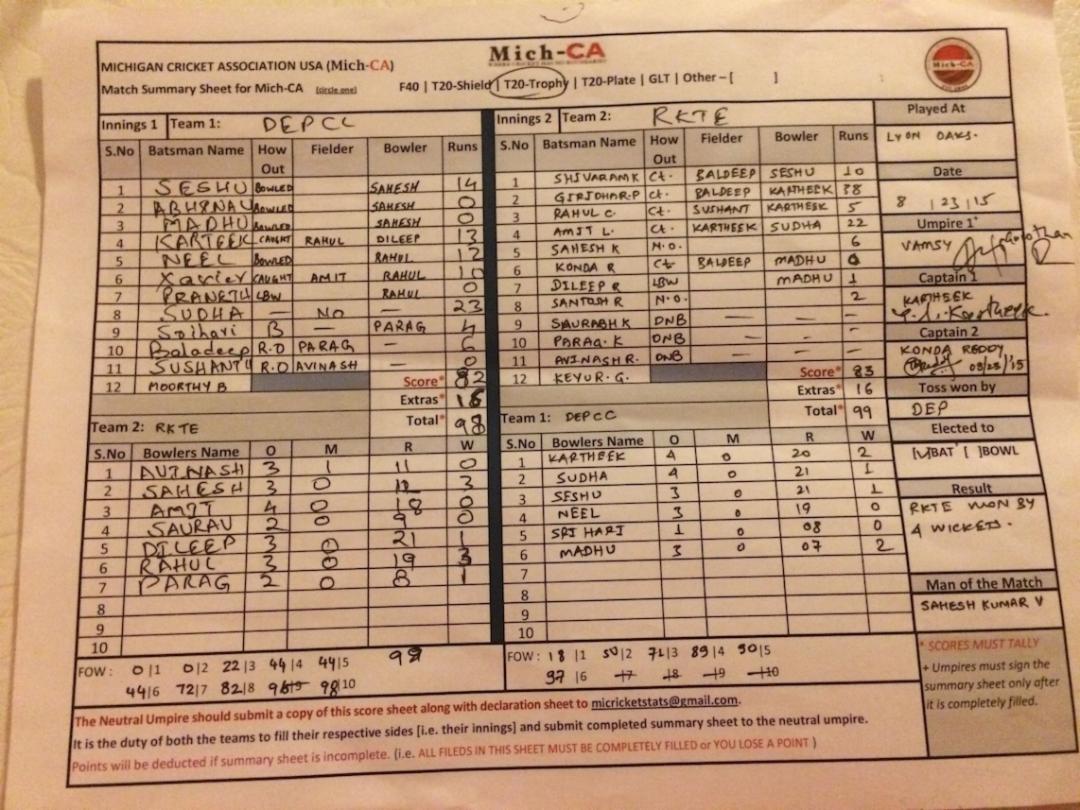 Mich-CA
MICHIGAN CRICKET ASSOCIATION USA (Mich-CA)
Match Summary Sheet for Mich-CA (circle one) F40 | T20-Shield | T20-Trophy | T20-Plate | GLT | Other – [ ]
Mich-CA
Innings 1 Team 1: DEPCC
S.No Batsman Name How Out Fielder Bowler Runs
1 SESHU BOWLED SAHESH 14
2 ABHINAV BOWLED SAHESH 0
3 MADHU BOWLED SAHESH 0
4 KARTEEK CAUGHT RAHUL DILEEP 13
5 NEEL BOWLED RAHUL 12
6 Xavier CAUGHT AMIT RAHUL 10
7 PRANETH LBW RAHUL 0
8 SUDHA — NO — 23
9 Srihari B — PARAG 4
10 Baladeep R.O PARAG — 6
11 SUSHANTH R.O AVINASH — 0
12 MOORTHY B Score* 82
Extras* 16
Total* 98
Team 2: RKTE
S.No Bowlers Name O M R W
1 AVINASH 3 1 11 0
2 SAHESH 3 0 12 3
3 AMIT 4 0 18 0
4 SAURAV 2 0 9 0
5 DILEEP 3 0 21 1
6 RAHUL 3 0 19 3
7 PARAG 2 0 8 1
8
9
10
FOW : 0|1 0|2 22|3 44|4 44|5 98
44|6 72|7 82|8 98|9 98|10
Innings 2 Team 2: RKTE
S.No Batsman Name How Out Fielder Bowler Runs
1 SHIVARAMK Ct. BALDEEP SESHU 10
2 GIRIDHAR.P Ct. BALDEEP KARTHEEK 38
3 RAHUL C. Ct. SUSHANT KARTHEEK 5
4 AMIT L. Ct. KARTHEEK SUDHA 22
5 SAHESH K N.O. 6
6 KONDA R Ct BALDEEP MADHU 0
7 DILEEP R LBW MADHU 1
8 SANTOSH R N.O. — — 2
9 SAURABH K DNB — — –
10 PARAG. K DNB — — –
11 AVINASH R. DNB — — –
12 KEYUR. G. Score* 83
Extras* 16
Total* 99
Team 1: DEPCC
S.No Bowlers Name O M R W
1 KARTHEEK 4 0 20 2
2 SUDHA 4 0 21 1
3 SESHU 3 0 21 1
4 NEEL 3 0 19 0
5 SRI HARI 1 0 08 0
6 MADHU 3 0 07 2
7
8
9
10
FOW : 18 |1 50|2 71|3 89|4 90|5
97 |6 |7 |8 |9 |10
Played At
LYON OAKS.
Date
8 | 23 | 15
Umpire 1+
VAMSY
Captain 1
KARTHEEK
Captain 2
KONDA REDDY
08/23/15
Toss won by
DEP
Elected to
[✓]BAT [ ]BOWL
Result
RKTE WON BY
4 WICKETS.
Man of the Match
SAHESH KUMAR V
* SCORES MUST TALLY
+ Umpires must sign the
summary sheet only after
it is completely filled.
The Neutral Umpire should submit a copy of this score sheet along with declaration sheet to micricketstats@gmail.com.
It is the duty of both the teams to fill their respective sides [i.e. their innings] and submit completed summary sheet to the neutral umpire.
Points will be deducted if summary sheet is incomplete. (i.e. ALL FILEDS IN THIS SHEET MUST BE COMPLETELY FILLED or YOU LOSE A POINT )